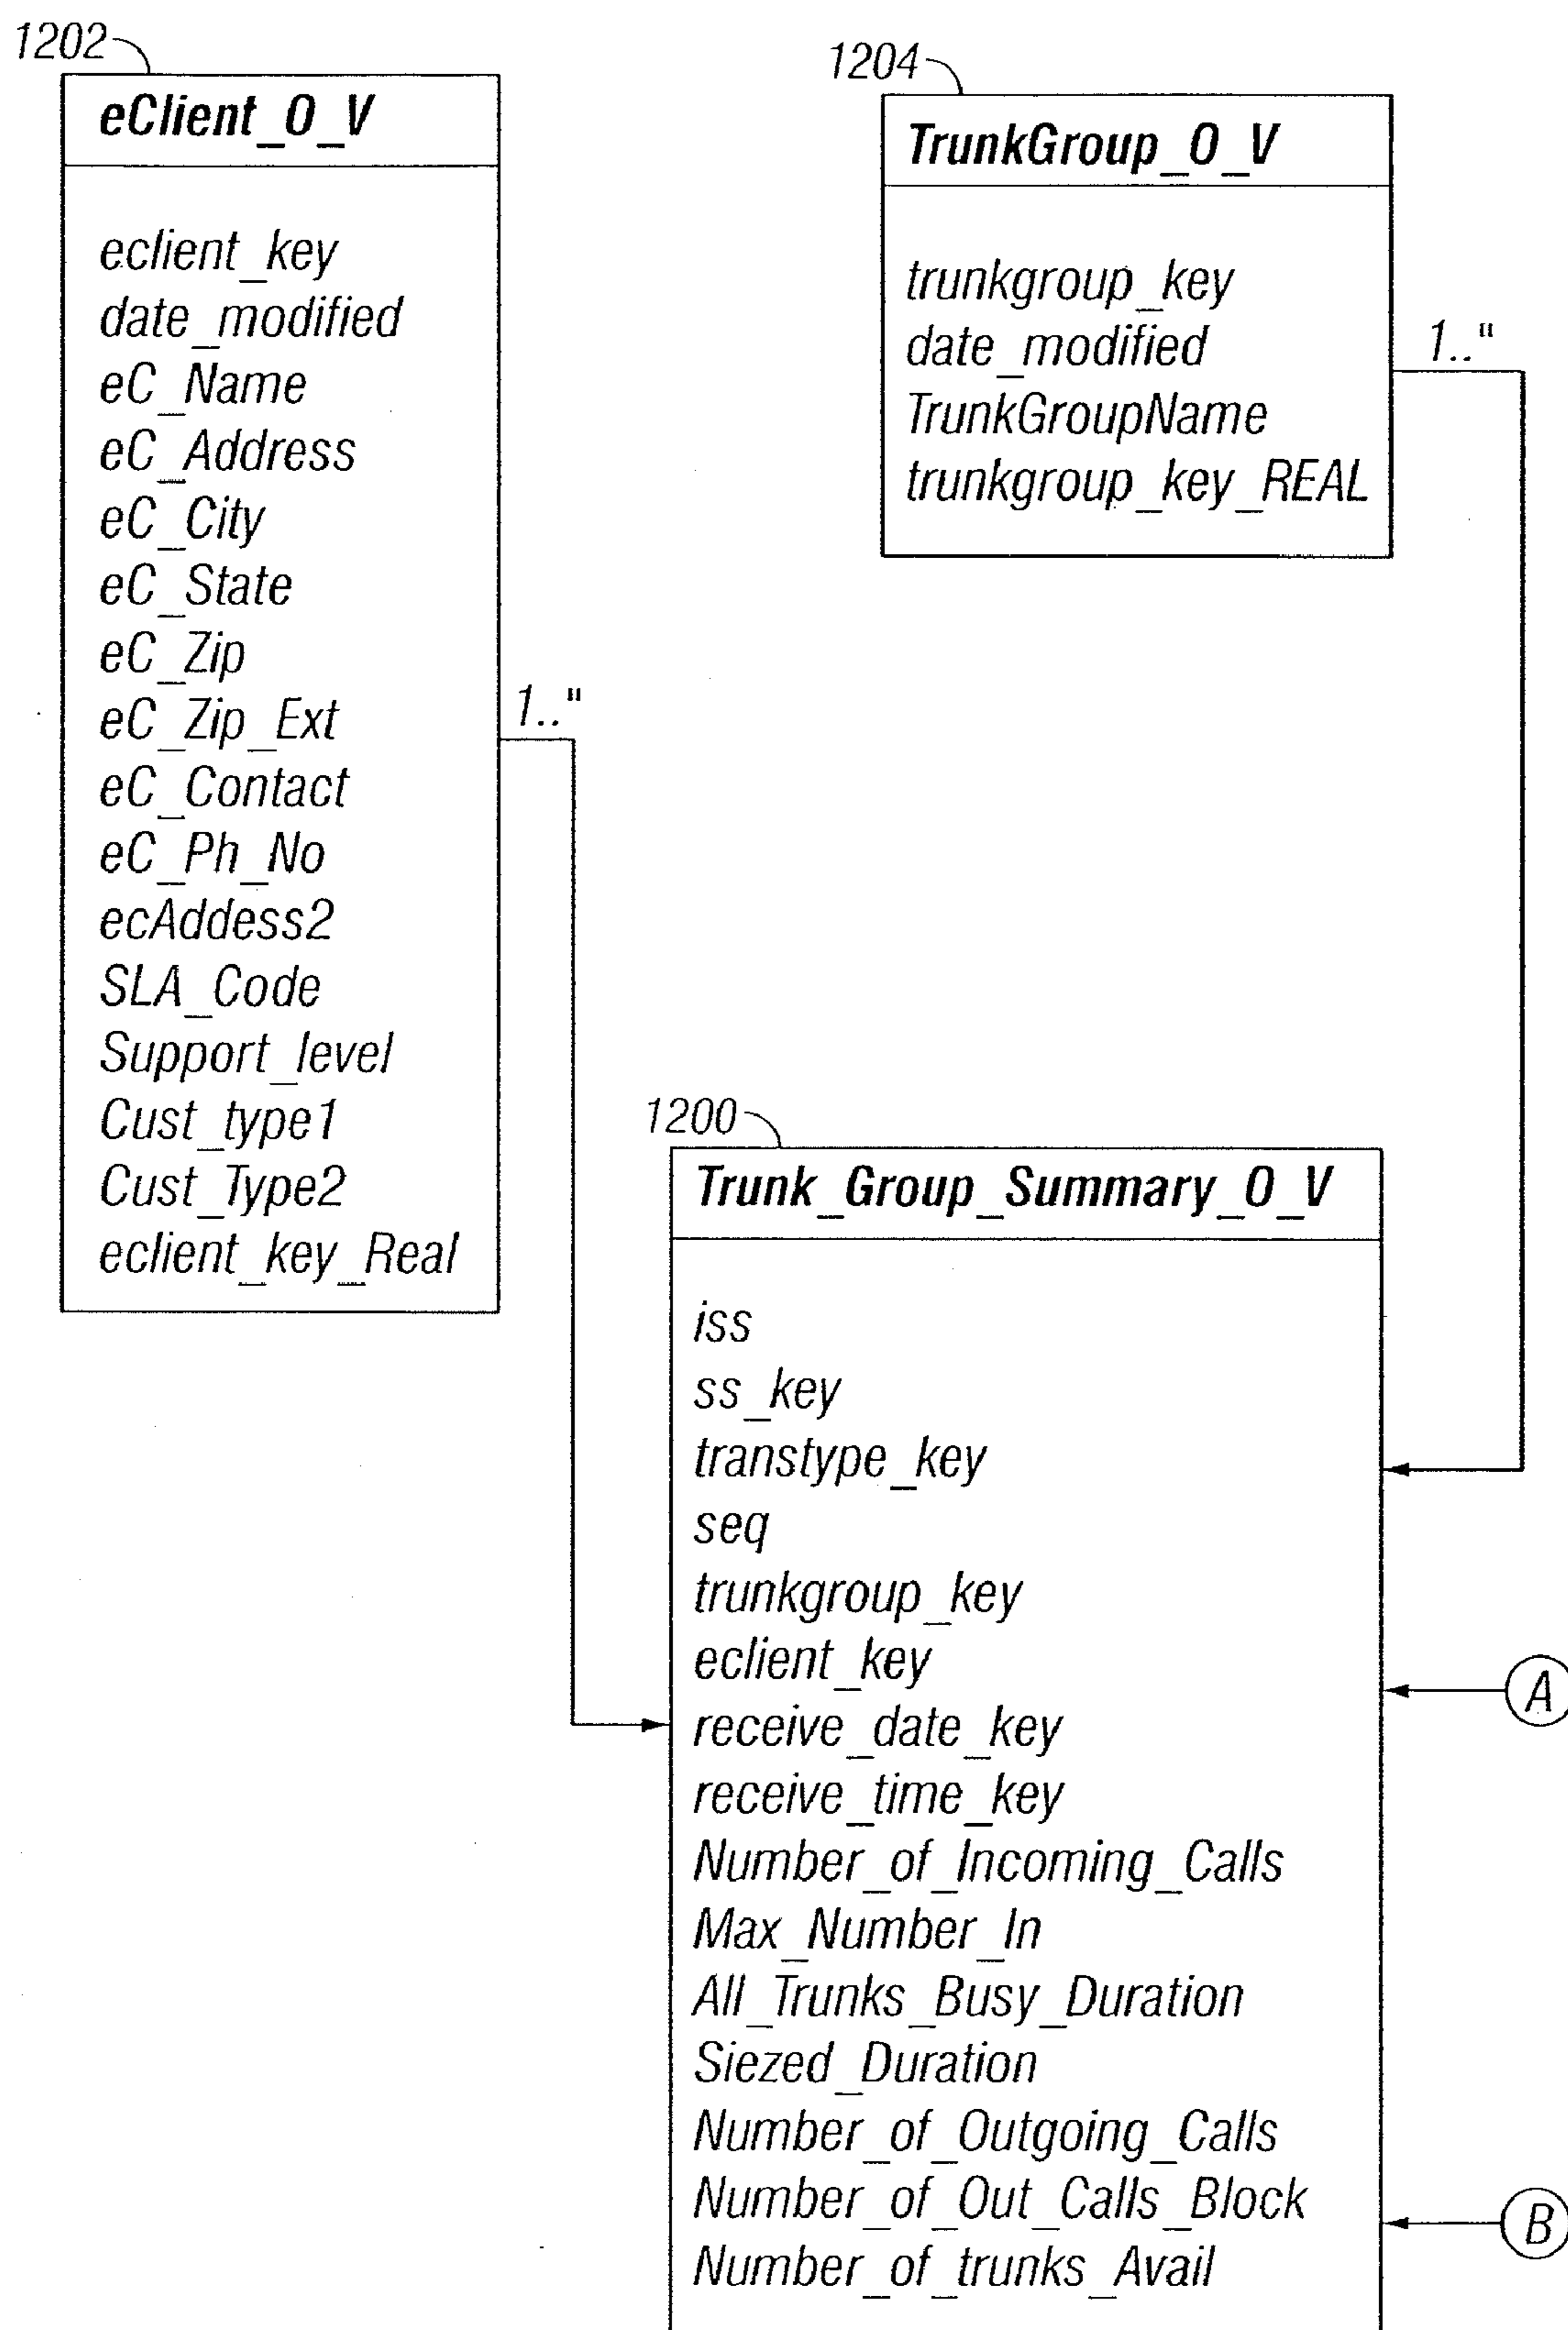 1202
eClient_O_V
eclient_key
date_modified
eC_Name
eC_Address
eC_City
eC_State
eC_Zip
eC_Zip_Ext
eC_Contact
eC_Ph_No
ecAddess2
SLA_Code
Support_level
Cust_type1
Cust_Type2
eclient_key_Real
1.."
1204
TrunkGroup_O_V
trunkgroup_key
date_modified
TrunkGroupName
trunkgroup_key_REAL
1.."
1200
Trunk_Group_Summary_O_V
iss
ss_key
transtype_key
seq
trunkgroup_key
eclient_key
receive_date_key
receive_time_key
Number_of_Incoming_Calls
Max_Number_In
All_Trunks_Busy_Duration
Siezed_Duration
Number_of_Outgoing_Calls
Number_of_Out_Calls_Block
Number_of_trunks_Avail
A
B